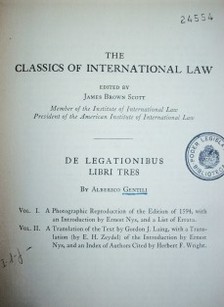 24554
THE
CLASSICS OF INTERNATIONAL LAW
EDITED BY
JAMES BROWN SCOTT
Member of the Institute of International Law
President of the American Institute of International Law
DE LEGATIONIBUS
LIBRI TRES
BY ALBERICO GENTILI
PODER LEGISLA
VOL. I. A Photographic Reproduction of the Edition of 1594, with
an Introduction by Ernest Nys, and a List of Errata.
VOL. II. A Translation of the Text by Gordon J. Laing, with a Trans-
lation (by E. H. Zeydel) of the Introduction by Ernest
Nys, and an Index of Authors Cited by Herbert F. Wright.